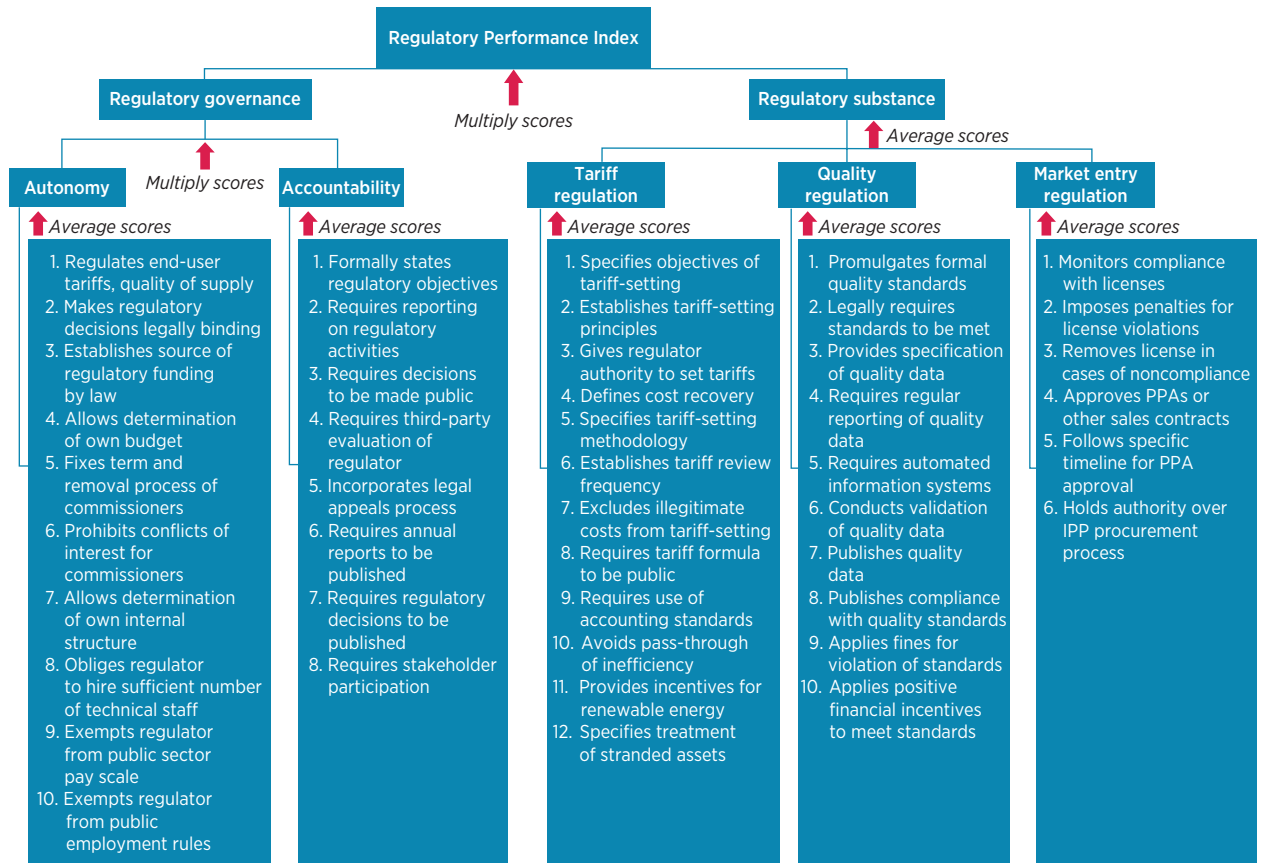 Regulatory Performance Index
Regulatory governance
Regulatory substance
Multiply scores
Average scores
Autonomy
Multiply scores
Accountability
Tariff
regulation
Quality
regulation
Market entry
regulation
Average scores
1. Regulates end-user
tariffs, quality of supply
2. Makes regulatory
decisions legally binding
3. Establishes source of
regulatory funding
by law
4. Allows determination
of own budget
5. Fixes term and
removal process of
commissioners
6. Prohibits conflicts of
interest for
commissioners
7. Allows determination
of own internal
structure
8. Obliges regulator
to hire sufficient number
of technical staff
9. Exempts regulator
from public sector
pay scale
10. Exempts regulator
from public
employment rules
Average scores
1. Formally states
regulatory objectives
2. Requires reporting
on regulatory
activities
3. Requires decisions
to be made public
4. Requires third-party
evaluation of
regulator
5. Incorporates legal
appeals process
6. Requires annual
reports to be
published
7. Requires regulatory
decisions to be
published
8. Requires stakeholder
participation
Average scores
1. Specifies objectives of
tariff-setting
2. Establishes tariff-setting
principles
3. Gives regulator
authority to set tariffs
4. Defines cost recovery
5. Specifies tariff-setting
methodology
6. Establishes tariff review
frequency
7. Excludes illegitimate
costs from tariff-setting
8. Requires tariff formula
to be public
9. Requires use of
accounting standards
10. Avoids pass-through
of inefficiency
11. Provides incentives for
renewable energy
12. Specifies treatment
of stranded assets
Average scores
1. Promulgates formal
quality standards
2. Legally requires
standards to be met
3. Provides specification
of quality data
4. Requires regular
reporting of quality
data
5. Requires automated
information systems
6. Conducts validation
of quality data
7. Publishes quality
data
8. Publishes compliance
with quality standards
9. Applies fines for
violation of standards
10. Applies positive
financial incentives
to meet standards
Average scores
1. Monitors compliance
with licenses
2. Imposes penalties for
license violations
3. Removes license in
cases of noncompliance
4. Approves PPAs or
other sales contracts
5. Follows specific
timeline for PPA
approval
6. Holds authority over
IPP procurement
process